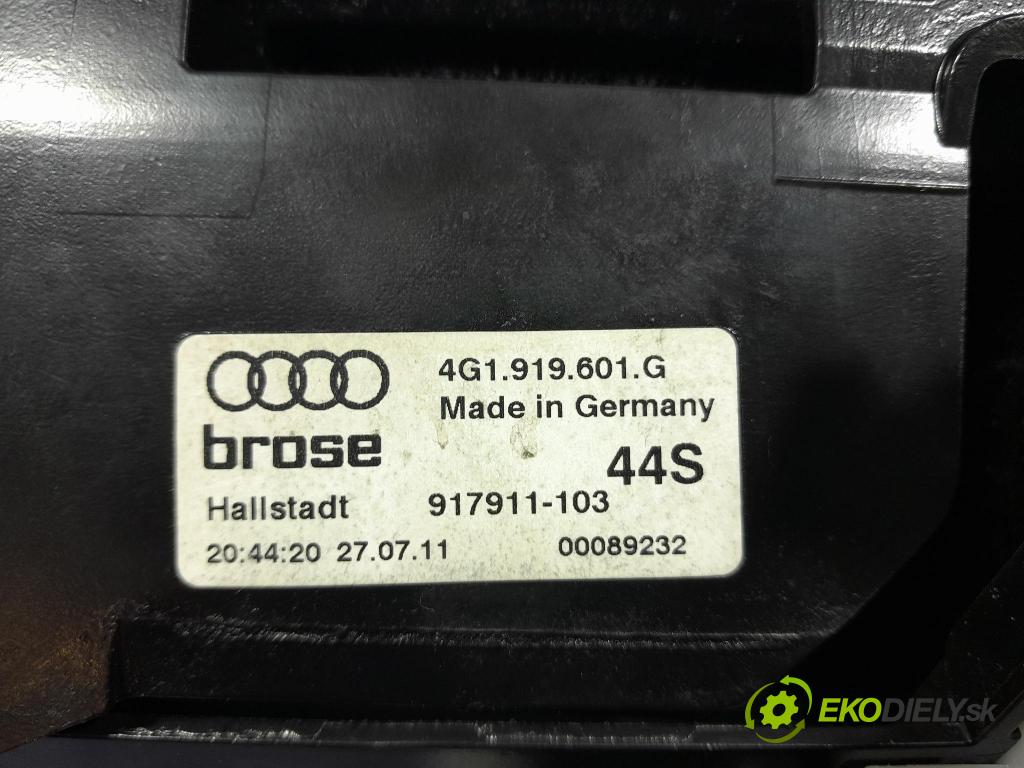 4G1.919.601.G
Made in Germany
brose
44S
Hallstadt 917911-103
20:44:20 27.07.11 00089232
EKODIELY.sk